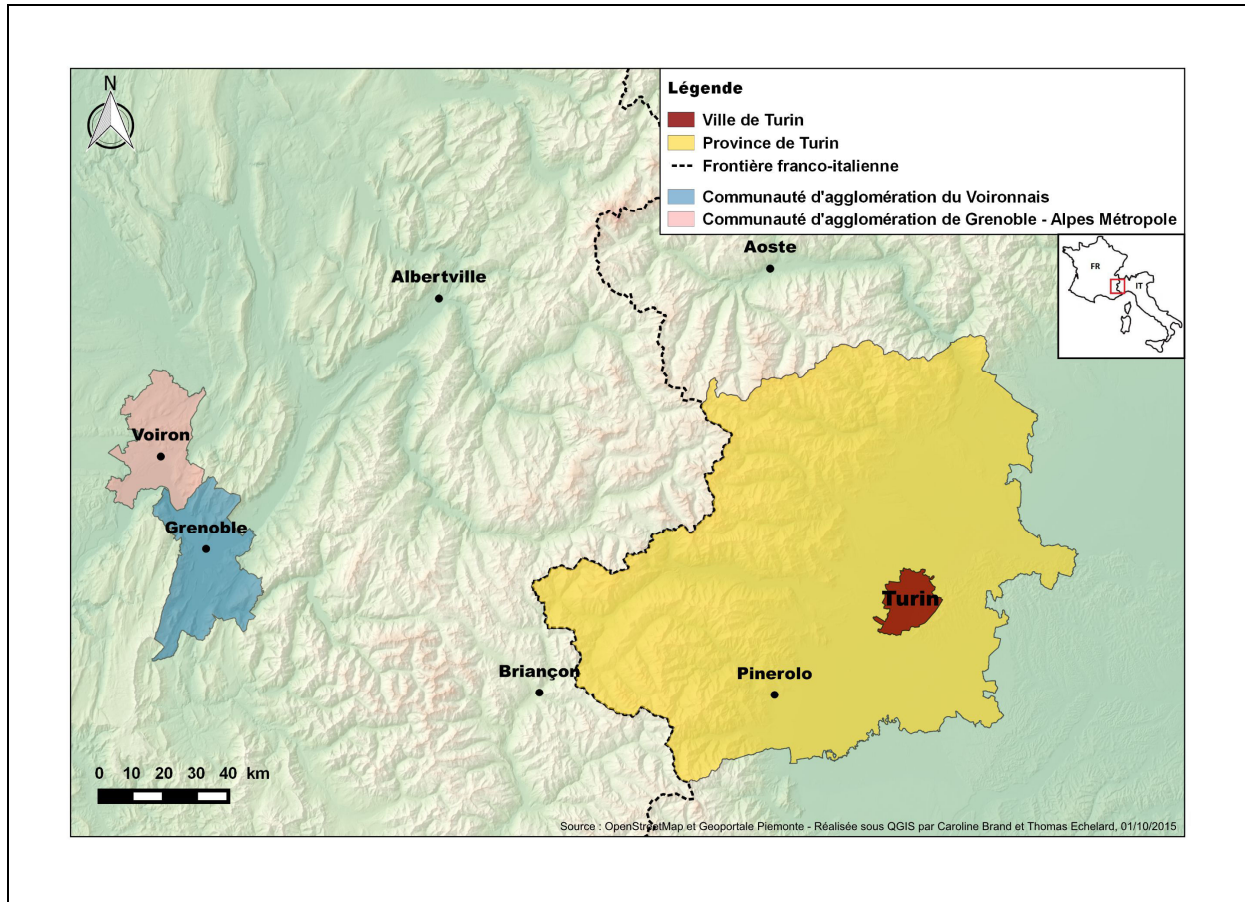 N
Légende
Ville de Turin
Province de Turin
Frontière franco-italienne
Communauté d'agglomération du Voironnais
Communauté d'agglomération de Grenoble - Alpes Métropole
FR
IT
Aoste
Albertville
Voiron
Grenoble
Turin
Briançon
Pinerolo
0 10 20 30 40 km
Source : OpenStreetMap et Geoportale Piemonte - Réalisée sous QGIS par Caroline Brand et Thomas Echelard, 01/10/2015